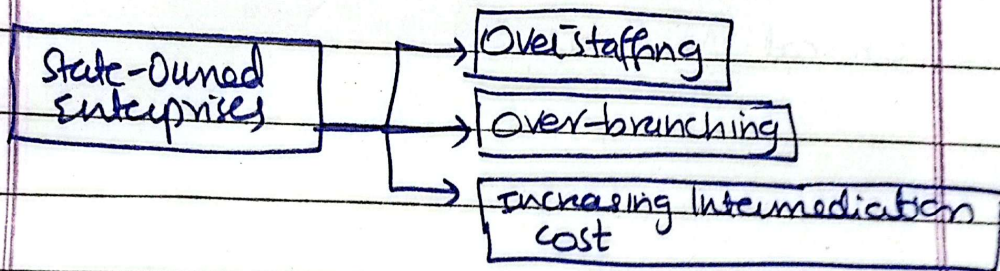 State-Owned
Enterprises
Overstaffing
Over-branching
Increasing Intermediation
cost